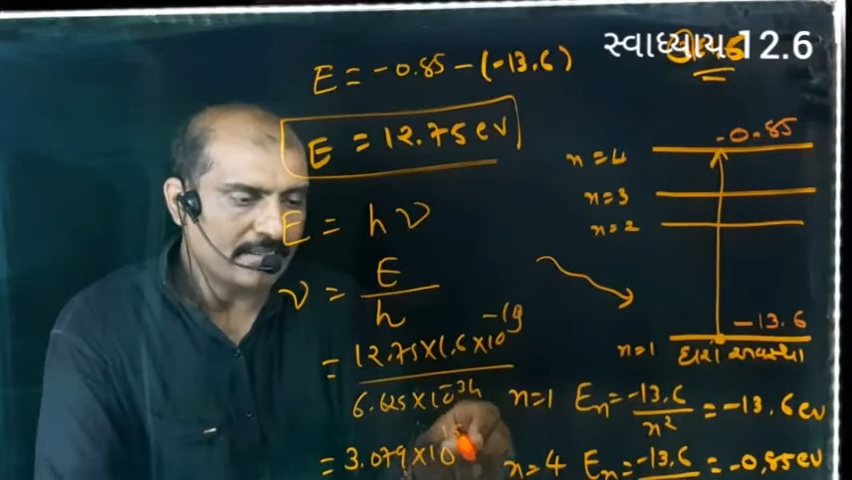 સ્વાધ્યાય 12.6
E = -0.85 - (-13.6)
E = 12.75 ev
E = hν
ν = E / h
= 12.75 × 1.6 × 10^-19 / 6.625 × 10^-34
= 3.079 × 10
-0.85
n = 4
n = 3
n = 2
-13.6
n = 1
n = 1 En = -13.6 / n² = -13.6 ev
n = 4 En = -13.6 = -0.85 ev